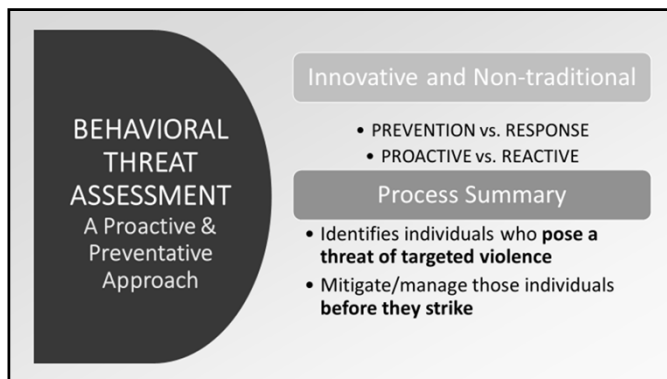 BEHAVIORAL
THREAT
ASSESSMENT
A Proactive &
Preventative
Approach
Innovative and Non-traditional
• PREVENTION vs. RESPONSE
• PROACTIVE vs. REACTIVE
Process Summary
• Identifies individuals who pose a
threat of targeted violence
• Mitigate/manage those individuals
before they strike